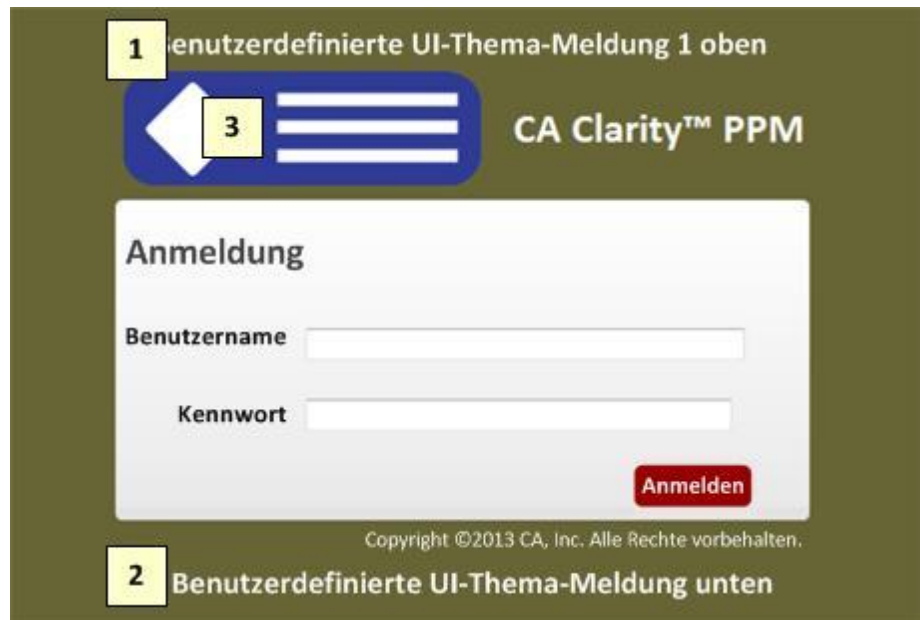 1
enutzerdefinierte UI-Thema-Meldung 1 oben
3
CA Clarity™ PPM
Anmeldung
Benutzername
Kennwort
Anmelden
Copyright ©2013 CA, Inc. Alle Rechte vorbehalten.
2
Benutzerdefinierte UI-Thema-Meldung unten